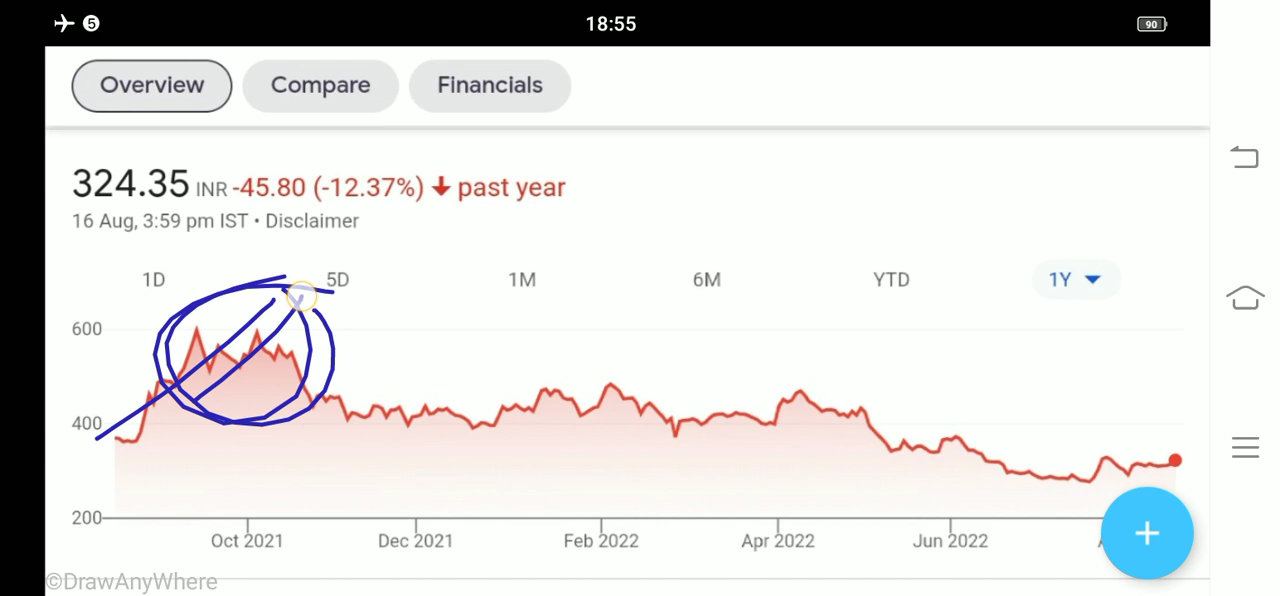 5 18:55 90
Overview Compare Financials
324.35 INR -45.80 (-12.37%) ↓ past year
16 Aug, 3:59 pm IST • Disclaimer
1D 5D 1M 6M YTD 1Y
600
400
200
Oct 2021 Dec 2021 Feb 2022 Apr 2022 Jun 2022
+
©DrawAnyWhere